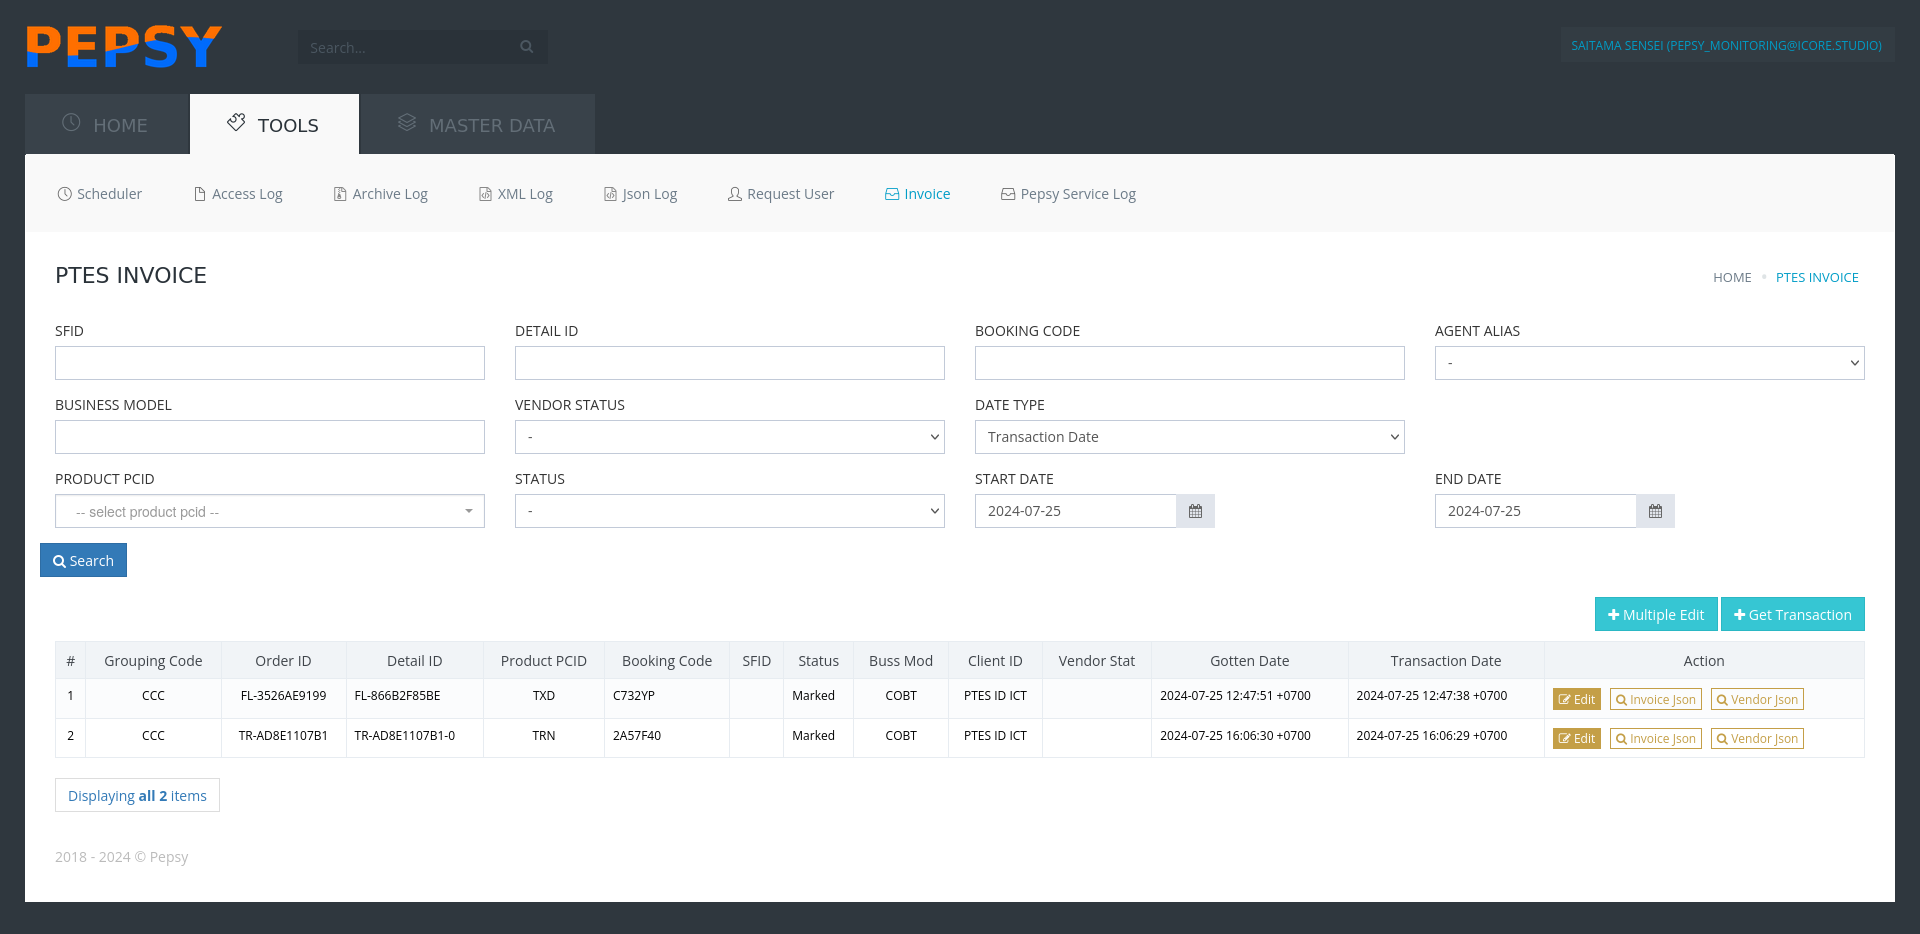 PEPSY
Search...
SAITAMA SENSEI (PEPSY_MONITORING@ICORE.STUDIO)
HOME TOOLS MASTER DATA
Scheduler Access Log Archive Log XML Log Json Log Request User Invoice Pepsy Service Log
PTES INVOICE
HOME PTES INVOICE
SFID DETAIL ID BOOKING CODE AGENT ALIAS
-
BUSINESS MODEL VENDOR STATUS DATE TYPE
- Transaction Date
PRODUCT PCID STATUS START DATE END DATE
-- select product pcid -- - 2024-07-25 2024-07-25
Search
Multiple Edit Get Transaction
# Grouping Code Order ID Detail ID Product PCID Booking Code SFID Status Buss Mod Client ID Vendor Stat Gotten Date Transaction Date Action
1 CCC FL-3526AE9199 FL-866B2F85BE TXD C732YP Marked COBT PTES ID ICT 2024-07-25 12:47:51 +0700 2024-07-25 12:47:38 +0700 Edit Invoice Json Vendor Json
2 CCC TR-AD8E1107B1 TR-AD8E1107B1-0 TRN 2A57F40 Marked COBT PTES ID ICT 2024-07-25 16:06:30 +0700 2024-07-25 16:06:29 +0700 Edit Invoice Json Vendor Json
Displaying all 2 items
2018 - 2024 © Pepsy